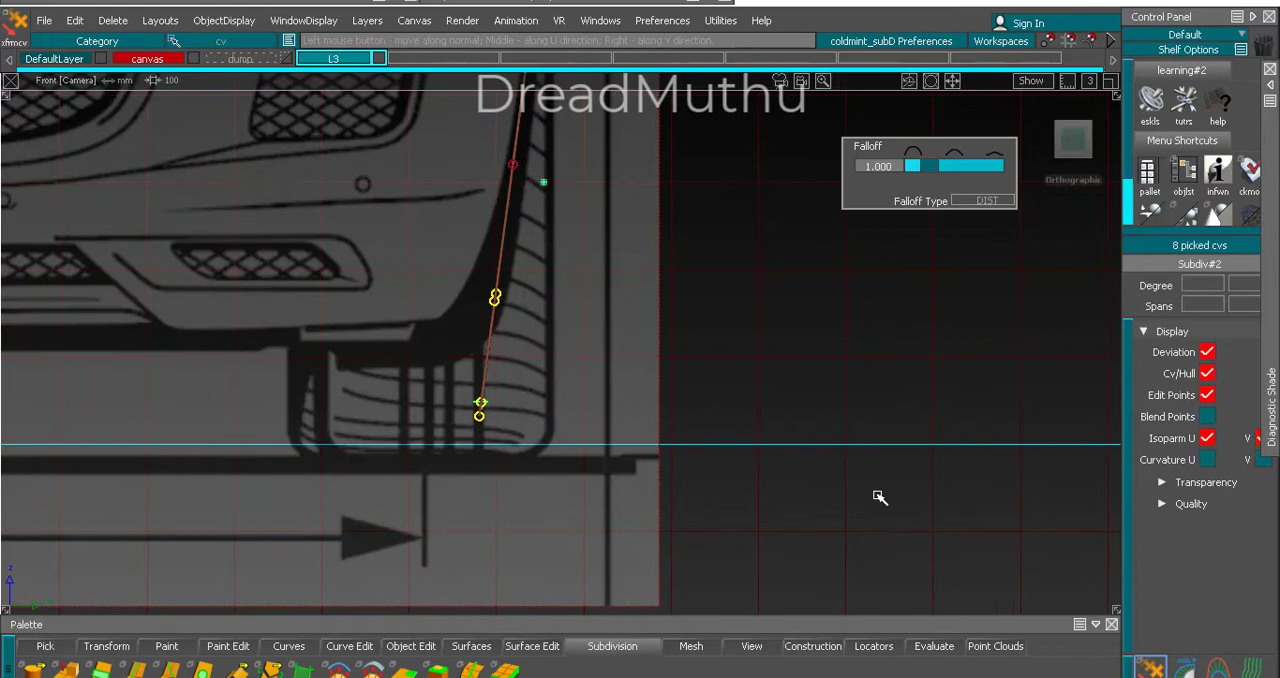 File Edit Delete Layouts ObjectDisplay WindowDisplay Layers Canvas Render Animation VR Windows Preferences Utilities Help
Sign In
Control Panel
Default
Shelf Options
xfrmcv
Category
cv
Left mouse button - move along normal; Middle - along U direction; Right - along v direction.
coldmint_subD Preferences
Workspaces
DefaultLayer
canvas
dump
L3
Front [Camera]
mm
100
Show
3
DreadMuthu
Falloff
1.000
Falloff Type
DIST
Orthographic
learning#2
eskls
tutrs
help
Menu Shortcuts
pallet
objlst
infwn
ckmo
8 picked cvs
Subdiv#2
Degree
Spans
Display
Deviation
Cv/Hull
Edit Points
Blend Points
Isoparm U
V
Curvature U
V
Transparency
Quality
Diagnostic Shade
z
Palette
Pick Transform Paint Paint Edit Curves Curve Edit Object Edit Surfaces Surface Edit Subdivision Mesh View Construction Locators Evaluate Point Clouds